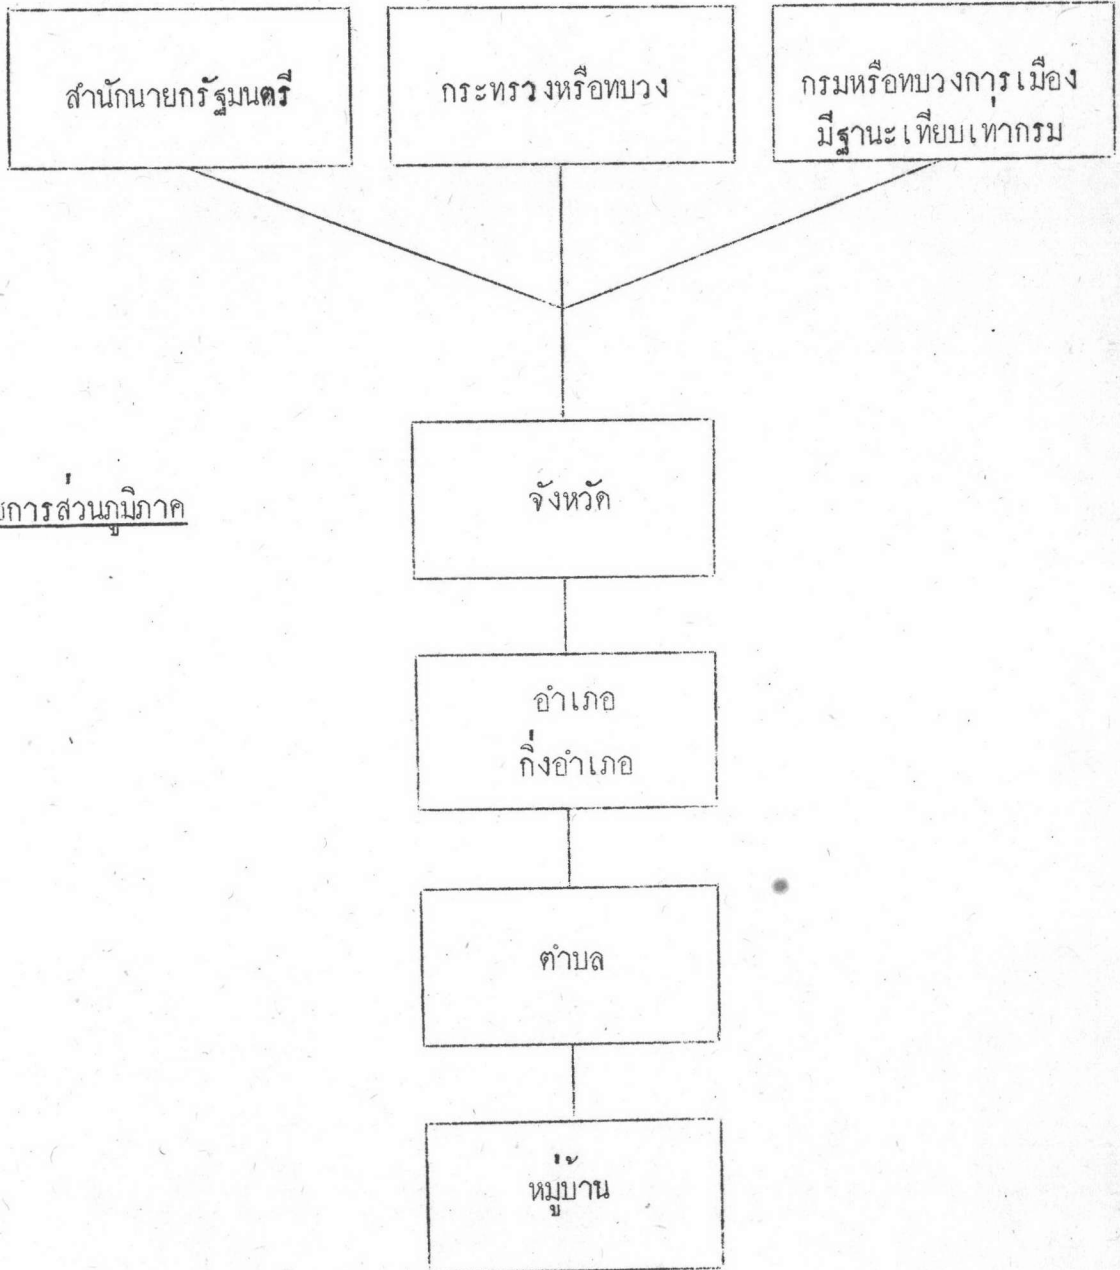 สำนักนายกรัฐมนตรี
กระทรวงหรือทบวง
กรมหรือทบวงการเมือง
มีฐานะเทียบเท่ากรม
การส่วนภูมิภาค
จังหวัด
อำเภอ
กิ่งอำเภอ
ตำบล
หมู่บ้าน